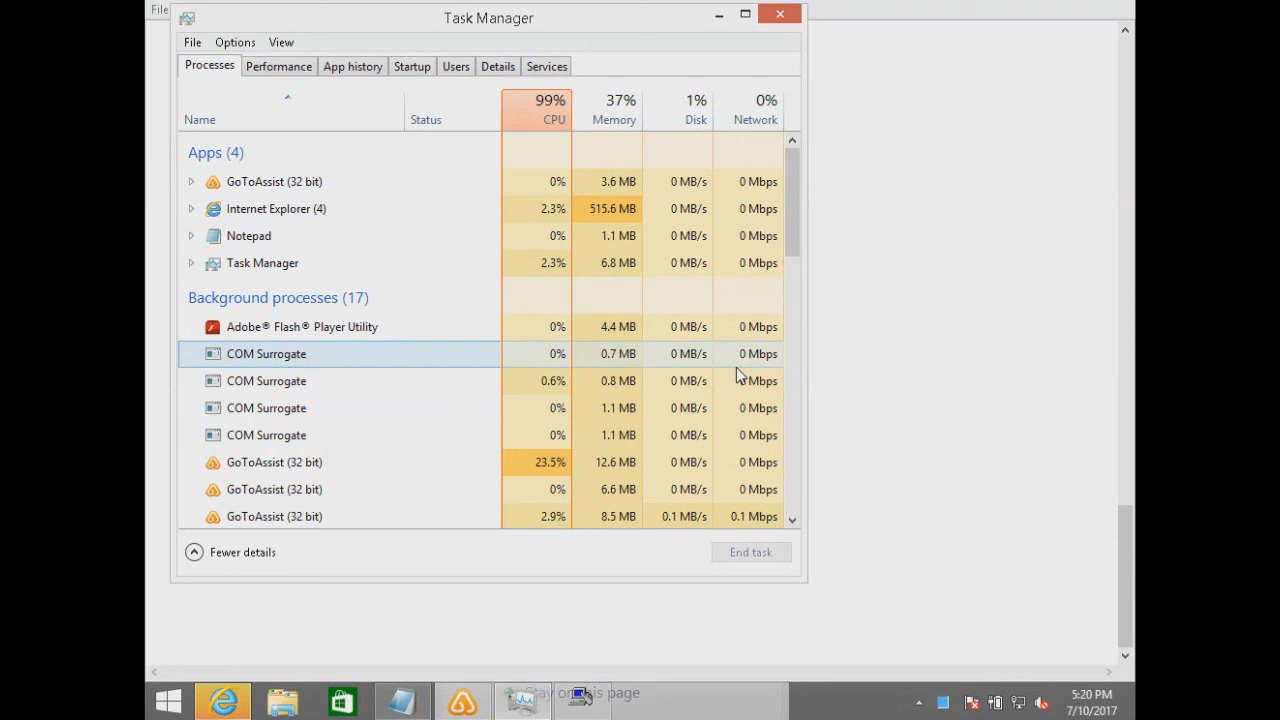 File
Task Manager
File Options View
Processes Performance App history Startup Users Details Services
99% 37% 1% 0%
Name Status CPU Memory Disk Network
Apps (4)
GoToAssist (32 bit) 0% 3.6 MB 0 MB/s 0 Mbps
Internet Explorer (4) 2.3% 515.6 MB 0 MB/s 0 Mbps
Notepad 0% 1.1 MB 0 MB/s 0 Mbps
Task Manager 2.3% 6.8 MB 0 MB/s 0 Mbps
Background processes (17)
Adobe® Flash® Player Utility 0% 4.4 MB 0 MB/s 0 Mbps
COM Surrogate 0% 0.7 MB 0 MB/s 0 Mbps
COM Surrogate 0.6% 0.8 MB 0 MB/s 0 Mbps
COM Surrogate 0% 1.1 MB 0 MB/s 0 Mbps
COM Surrogate 0% 1.1 MB 0 MB/s 0 Mbps
GoToAssist (32 bit) 23.5% 12.6 MB 0 MB/s 0 Mbps
GoToAssist (32 bit) 0% 6.6 MB 0 MB/s 0 Mbps
GoToAssist (32 bit) 2.9% 8.5 MB 0.1 MB/s 0.1 Mbps
Fewer details End task
Stay on this page
5:20 PM
7/10/2017